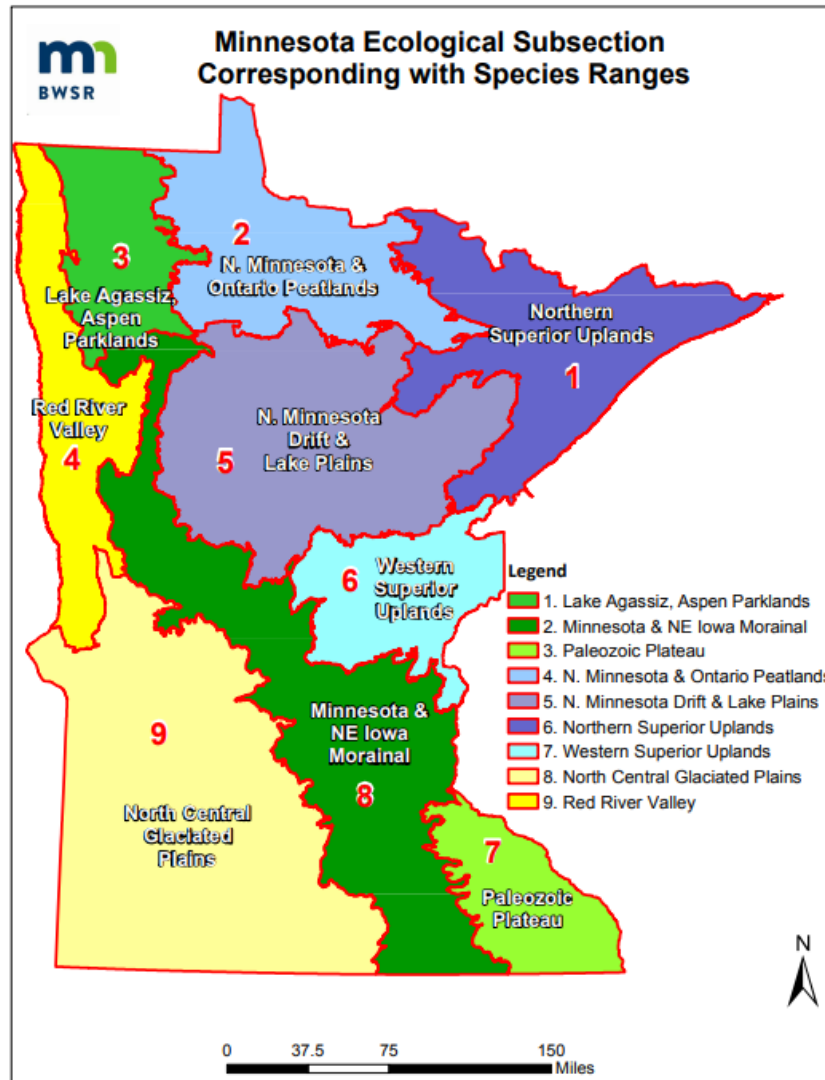 mn
BWSR
Minnesota Ecological Subsection
Corresponding with Species Ranges
2
N. Minnesota &
Ontario Peatlands
3
Lake Agassiz,
Aspen
Parklands
Northern
Superior Uplands
1
Red River
Valley
4
N. Minnesota
Drift &
Lake Plains
5
6
Western
Superior
Uplands
Legend
1. Lake Agassiz, Aspen Parklands
2. Minnesota & NE Iowa Morainal
3. Paleozoic Plateau
4. N. Minnesota & Ontario Peatlands
5. N. Minnesota Drift & Lake Plains
6. Northern Superior Uplands
7. Western Superior Uplands
8. North Central Glaciated Plains
9. Red River Valley
Minnesota &
NE Iowa
Morainal
8
9
North Central
Glaciated
Plains
7
Paleozoic
Plateau
N
0 37.5 75 150
Miles